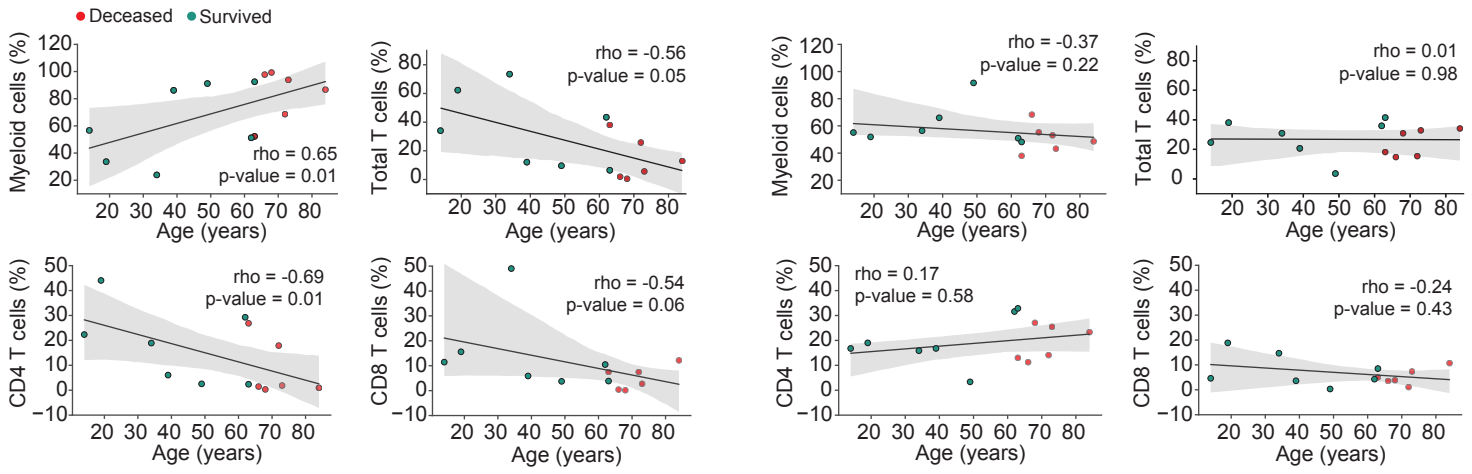 Deceased Survived
Myeloid cells (%)
120
100
80
60
40
20
rho = 0.65
p-value = 0.01
20 30 40 50 60 70 80
Age (years)
Total T cells (%)
80
60
40
20
0
rho = -0.56
p-value = 0.05
20 30 40 50 60 70 80
Age (years)
Myeloid cells (%)
120
100
80
60
40
20
rho = -0.37
p-value = 0.22
20 30 40 50 60 70 80
Age (years)
Total T cells (%)
80
60
40
20
0
rho = 0.01
p-value = 0.98
20 30 40 50 60 70 80
Age (years)
CD4 T cells (%)
50
40
30
20
10
0
−10
rho = -0.69
p-value = 0.01
20 30 40 50 60 70 80
Age (years)
CD8 T cells (%)
50
40
30
20
10
0
−10
rho = -0.54
p-value = 0.06
20 30 40 50 60 70 80
Age (years)
CD4 T cells (%)
50
40
30
20
10
0
−10
rho = 0.17
p-value = 0.58
20 30 40 50 60 70 80
Age (years)
CD8 T cells (%)
50
40
30
20
10
0
−10
rho = -0.24
p-value = 0.43
20 30 40 50 60 70 80
Age (years)